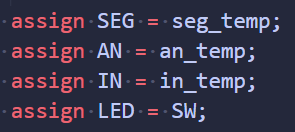 assign SEG = seg_temp;
assign AN = an_temp;
assign IN = in_temp;
assign LED = SW;